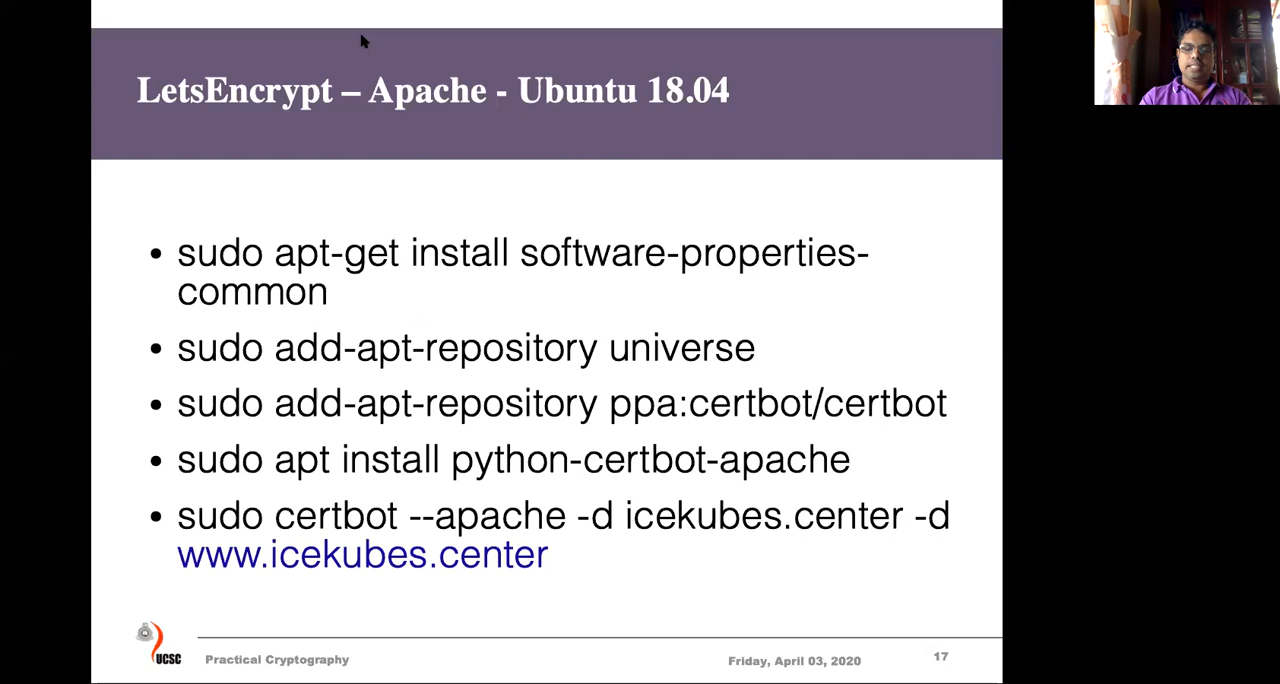 LetsEncrypt – Apache - Ubuntu 18.04
• sudo apt-get install software-properties-
common
• sudo add-apt-repository universe
• sudo add-apt-repository ppa:certbot/certbot
• sudo apt install python-certbot-apache
• sudo certbot --apache -d icekubes.center -d
www.icekubes.center
UCSC
Practical Cryptography
Friday, April 03, 2020
17